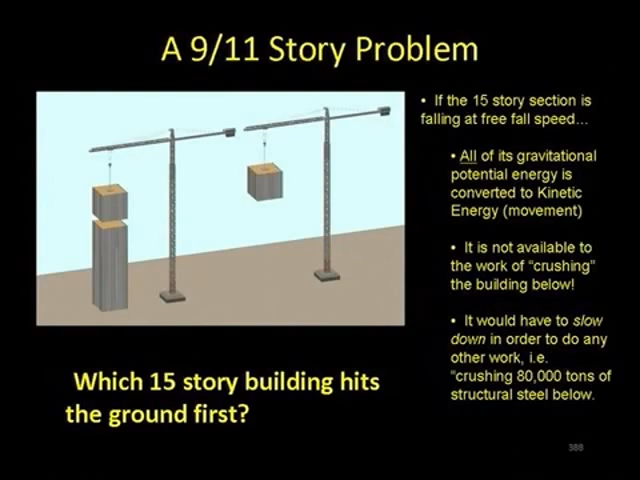 A 9/11 Story Problem
• If the 15 story section is
falling at free fall speed...
• All of its gravitational
potential energy is
converted to Kinetic
Energy (movement)
• It is not available to
the work of “crushing”
the building below!
• It would have to slow
down in order to do any
other work, i.e.
“crushing 80,000 tons of
structural steel below.
Which 15 story building hits
the ground first?
388